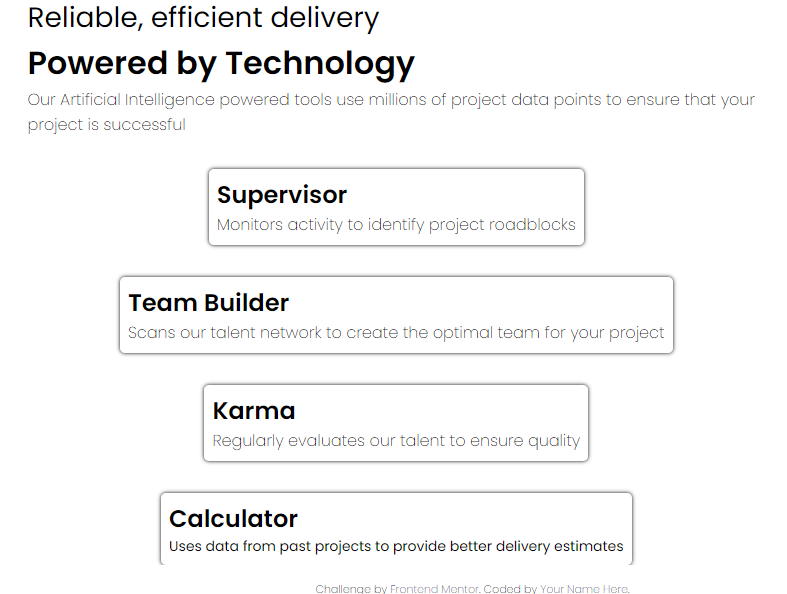 Reliable, efficient delivery
Powered by Technology
Our Artificial Intelligence powered tools use millions of project data points to ensure that your
project is successful
Supervisor
Monitors activity to identify project roadblocks
Team Builder
Scans our talent network to create the optimal team for your project
Karma
Regularly evaluates our talent to ensure quality
Calculator
Uses data from past projects to provide better delivery estimates
Challenge by Frontend Mentor. Coded by Your Name Here.